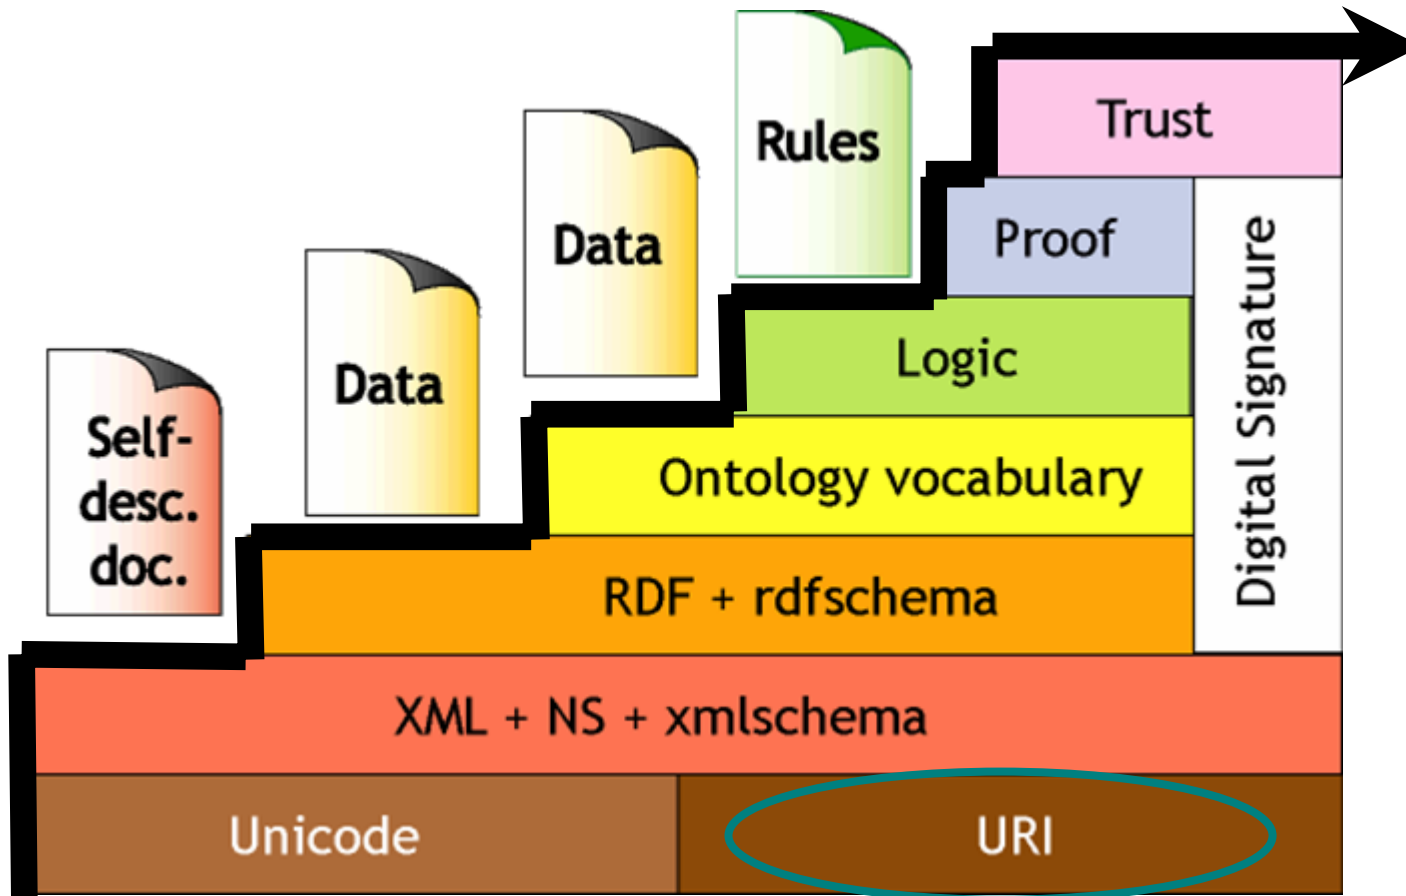 Rules
Trust
Data
Proof
Data
Logic
Self-
desc.
doc.
Ontology vocabulary
Digital Signature
RDF + rdfschema
XML + NS + xmlschema
Unicode
URI